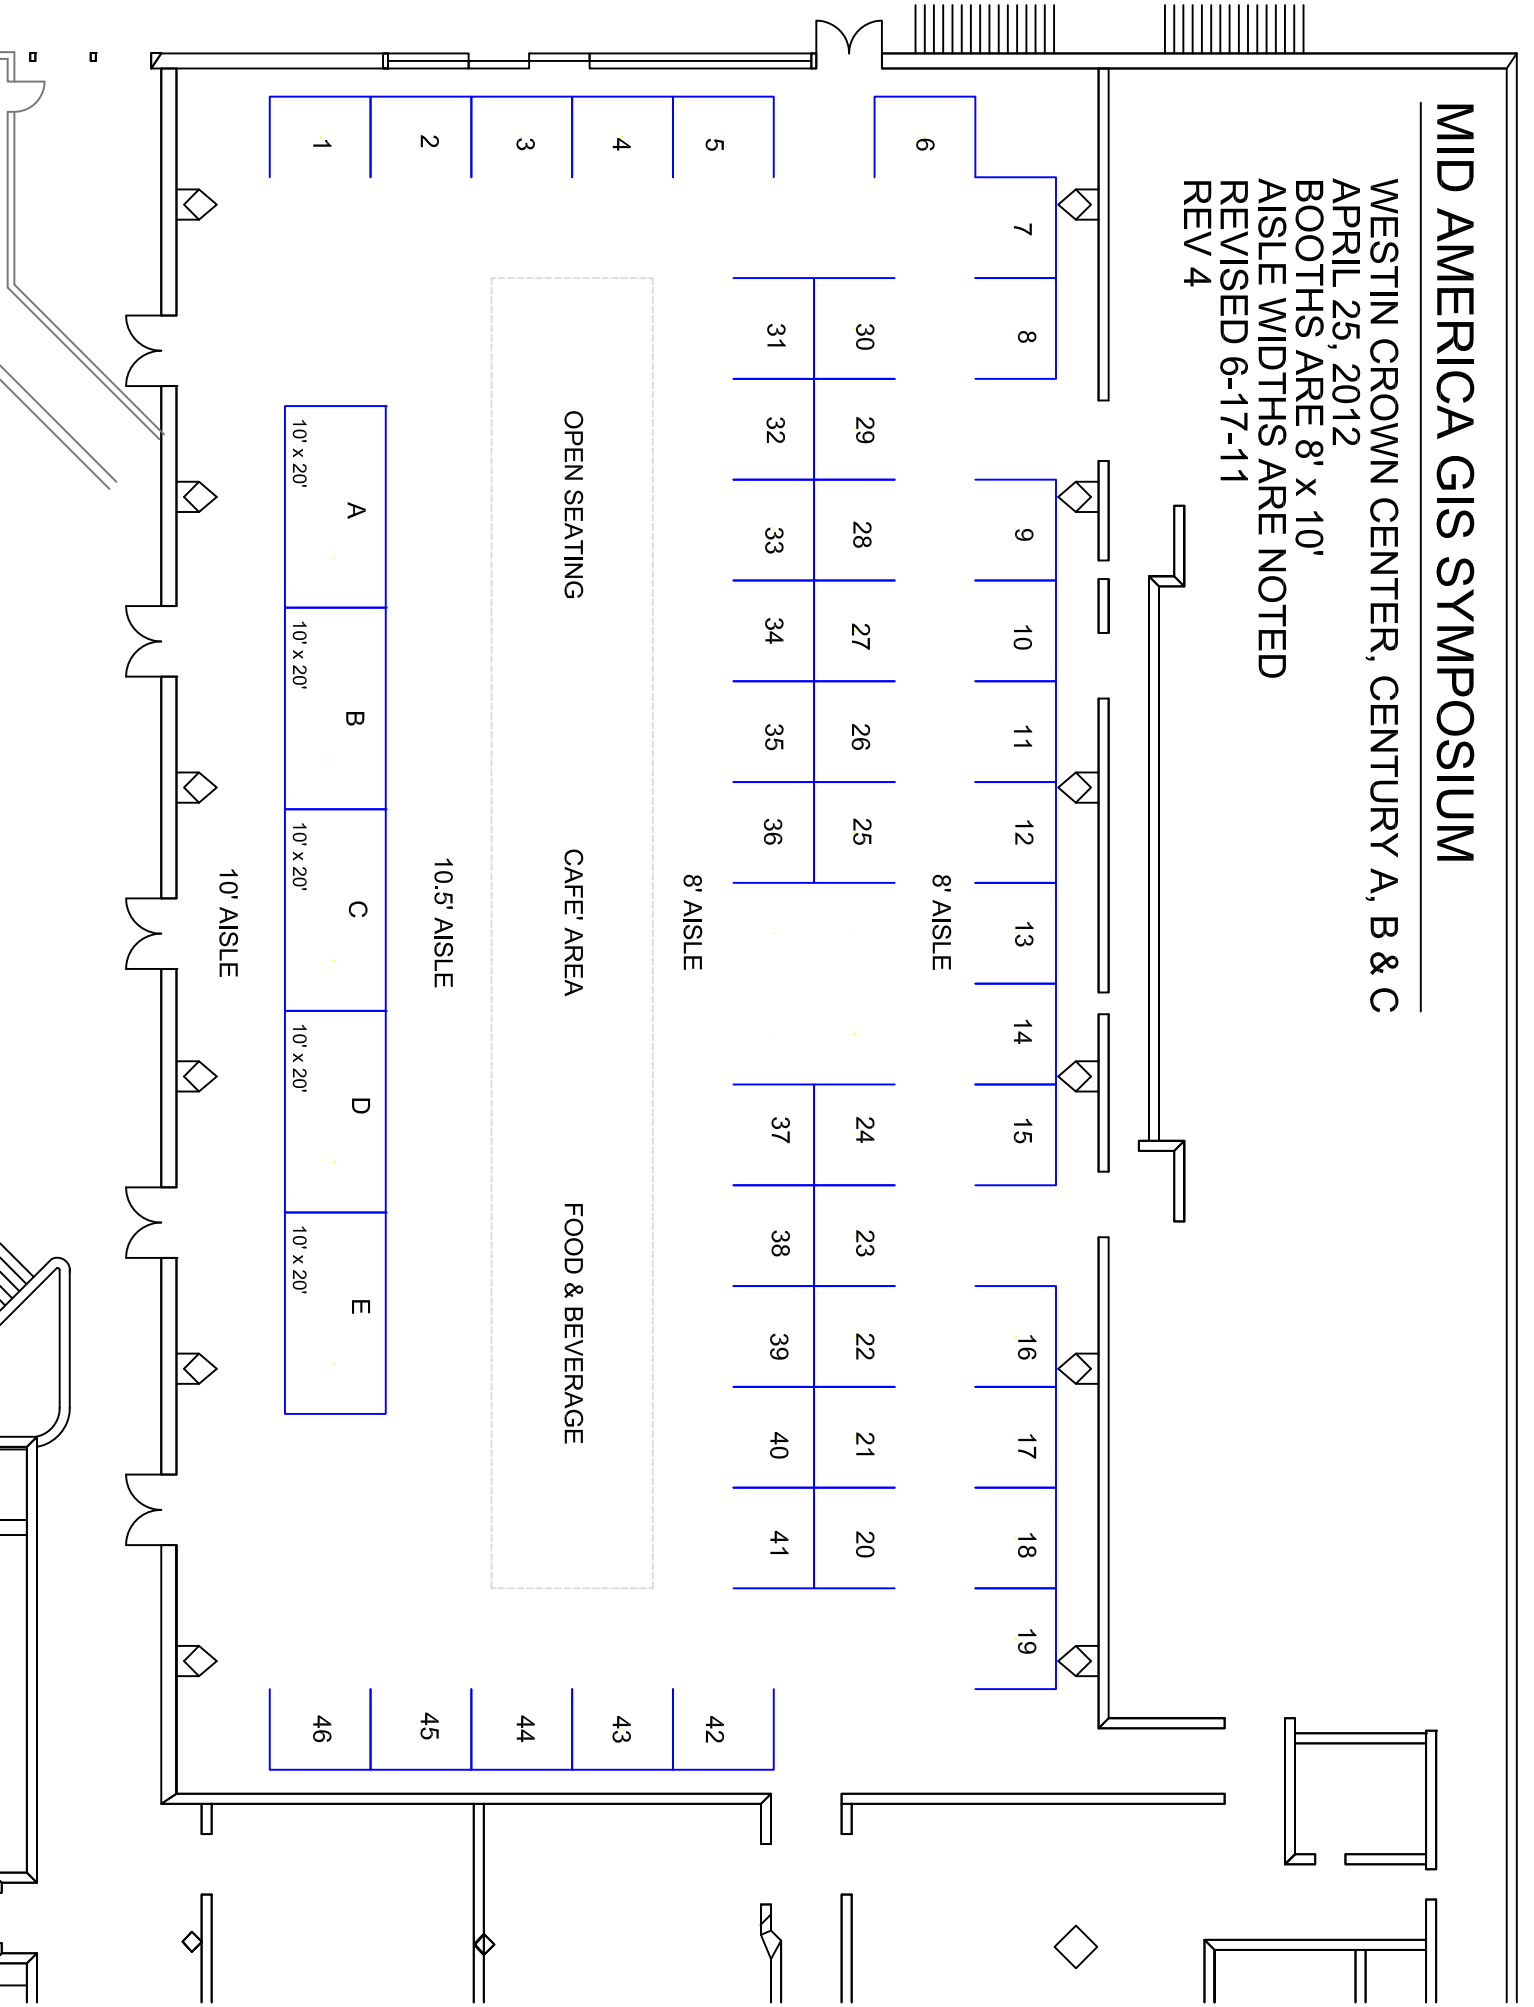 MID AMERICA GIS SYMPOSIUM
WESTIN CROWN CENTER, CENTURY A, B & C
APRIL 25, 2012
BOOTHS ARE 8' x 10'
AISLE WIDTHS ARE NOTED
REVISED 6-17-11
REV 4
7
8
9
10
11
12
13
14
15
16
17
18
19
8' AISLE
6
30
29
28
27
26
25
24
23
22
21
20
31
32
33
34
35
36
37
38
39
40
41
8' AISLE
5
4
3
2
1
42
43
44
45
46
OPEN SEATING
CAFE' AREA
FOOD & BEVERAGE
10.5' AISLE
A
B
C
D
E
10' x 20'
10' x 20'
10' x 20'
10' x 20'
10' x 20'
10' AISLE